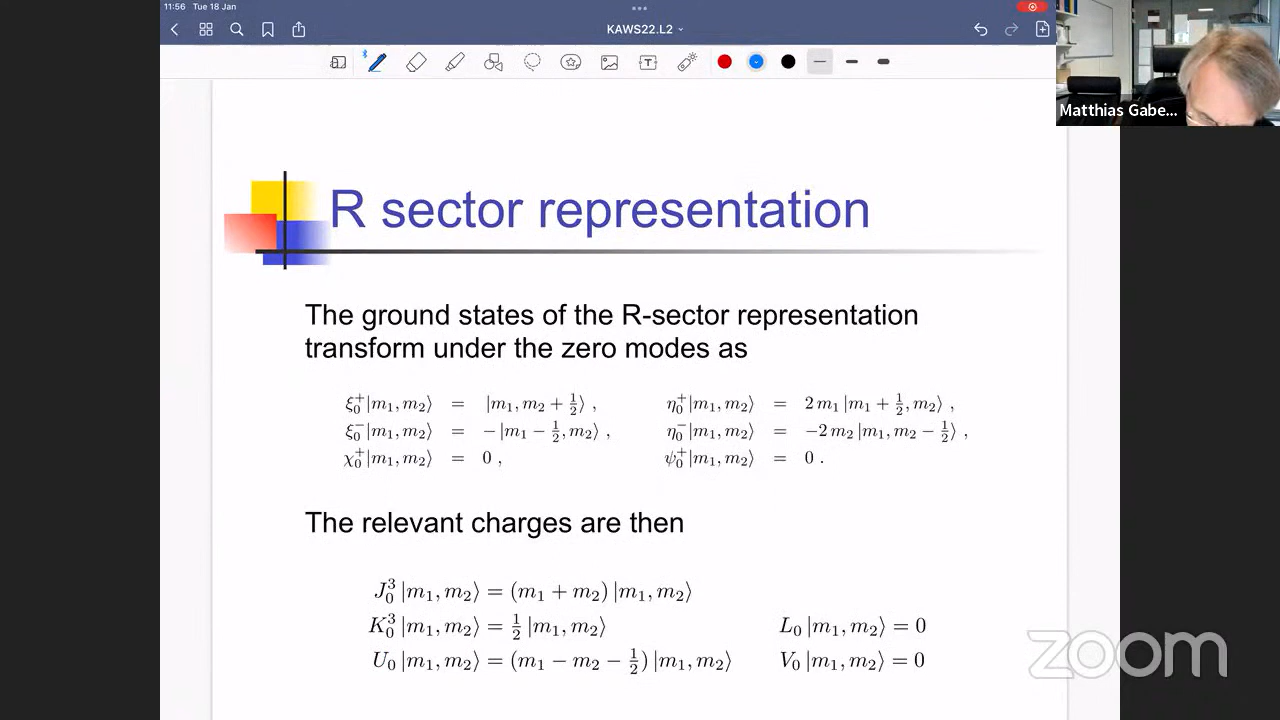 11:56 Tue 18 Jan
KAWS22.L2
Matthias Gabe...
R sector representation
The ground states of the R-sector representation
transform under the zero modes as
ξ₀⁺|m₁, m₂⟩ = |m₁, m₂ + ½⟩ , η₀⁺|m₁, m₂⟩ = 2 m₁ |m₁ + ½, m₂⟩ ,
ξ₀⁻|m₁, m₂⟩ = −|m₁ − ½, m₂⟩ , η₀⁻|m₁, m₂⟩ = −2 m₂ |m₁, m₂ − ½⟩ ,
χ₀⁺|m₁, m₂⟩ = 0 , ψ₀⁺|m₁, m₂⟩ = 0 .
The relevant charges are then
J₀³ |m₁, m₂⟩ = (m₁ + m₂) |m₁, m₂⟩
K₀³ |m₁, m₂⟩ = ½ |m₁, m₂⟩ L₀ |m₁, m₂⟩ = 0
U₀ |m₁, m₂⟩ = (m₁ − m₂ − ½) |m₁, m₂⟩ V₀ |m₁, m₂⟩ = 0
zoom